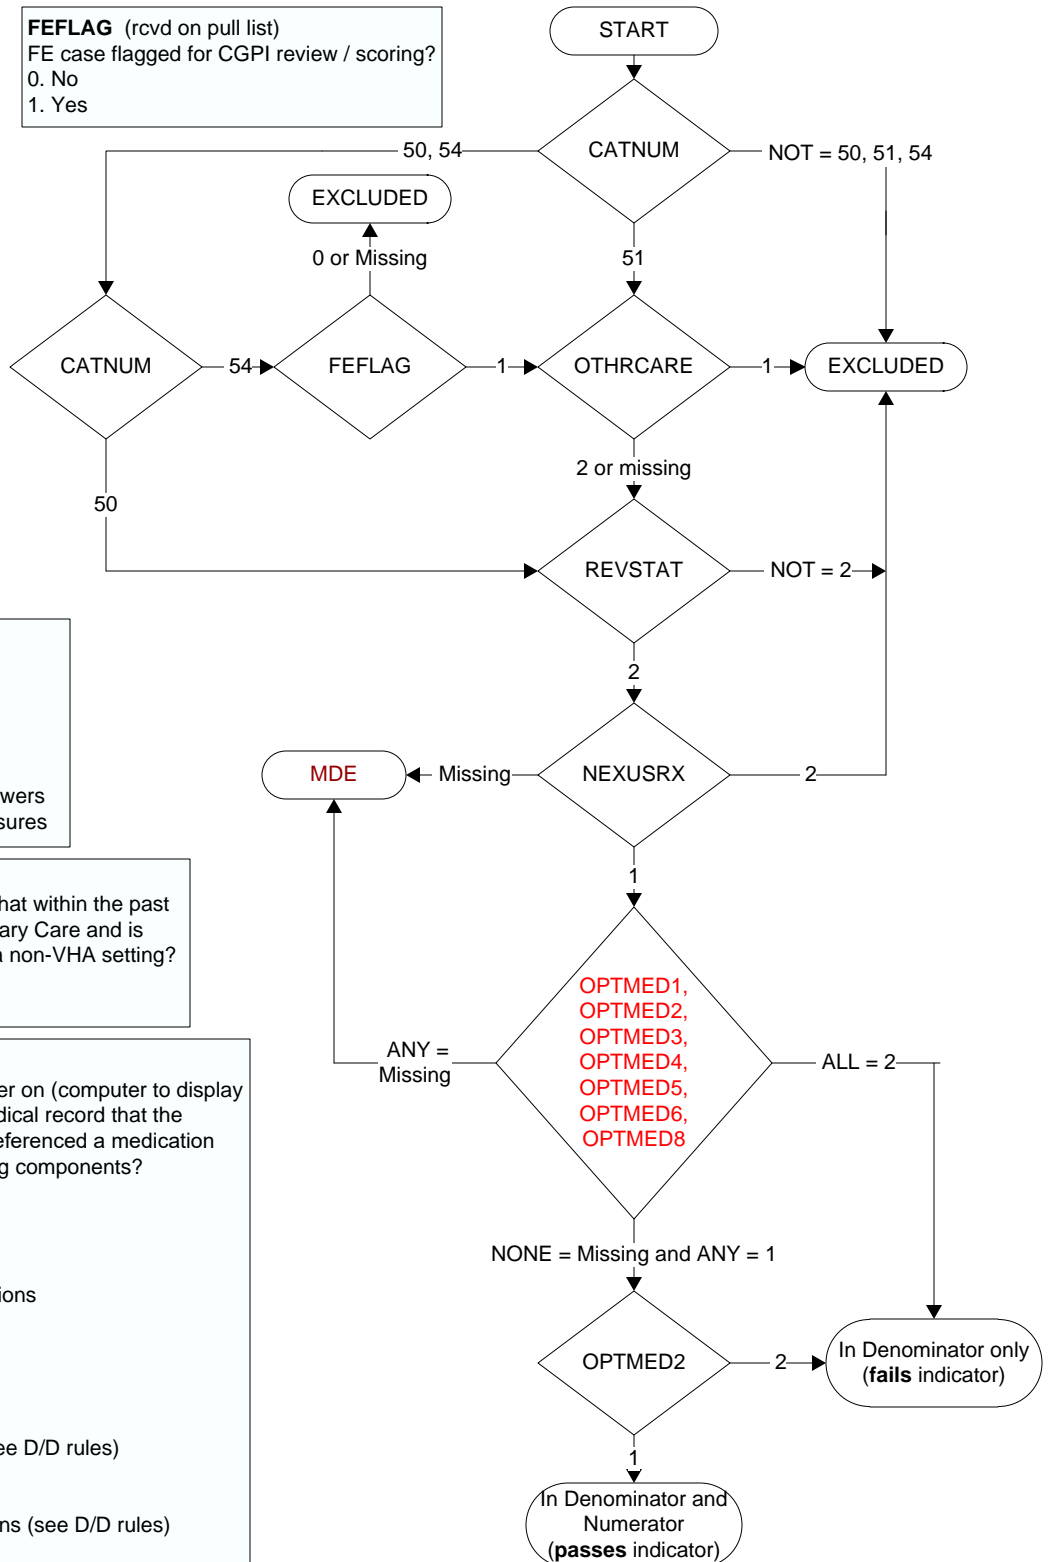 FEFLAG (rcvd on pull list)
FE case flagged for CGPI review / scoring?
0. No
1. Yes
START
CATNUM
50, 54
NOT = 50, 51, 54
EXCLUDED
0 or Missing
51
CATNUM
54
FEFLAG
1
OTHRCARE
1
EXCLUDED
2 or missing
50
REVSTAT
NOT = 2
2
wers
sures
MDE
Missing
NEXUSRX
2
1
hat within the past
ary Care and is
a non-VHA setting?
OPTMED1,
OPTMED2,
OPTMED3,
OPTMED4,
OPTMED5,
OPTMED6,
OPTMED8
ANY =
Missing
ALL = 2
er on (computer to display
dical record that the
eferenced a medication
g components?
NONE = Missing and ANY = 1
ions
OPTMED2
2
In Denominator only
(fails indicator)
ee D/D rules)
1
In Denominator and
Numerator
(passes indicator)
ns (see D/D rules)